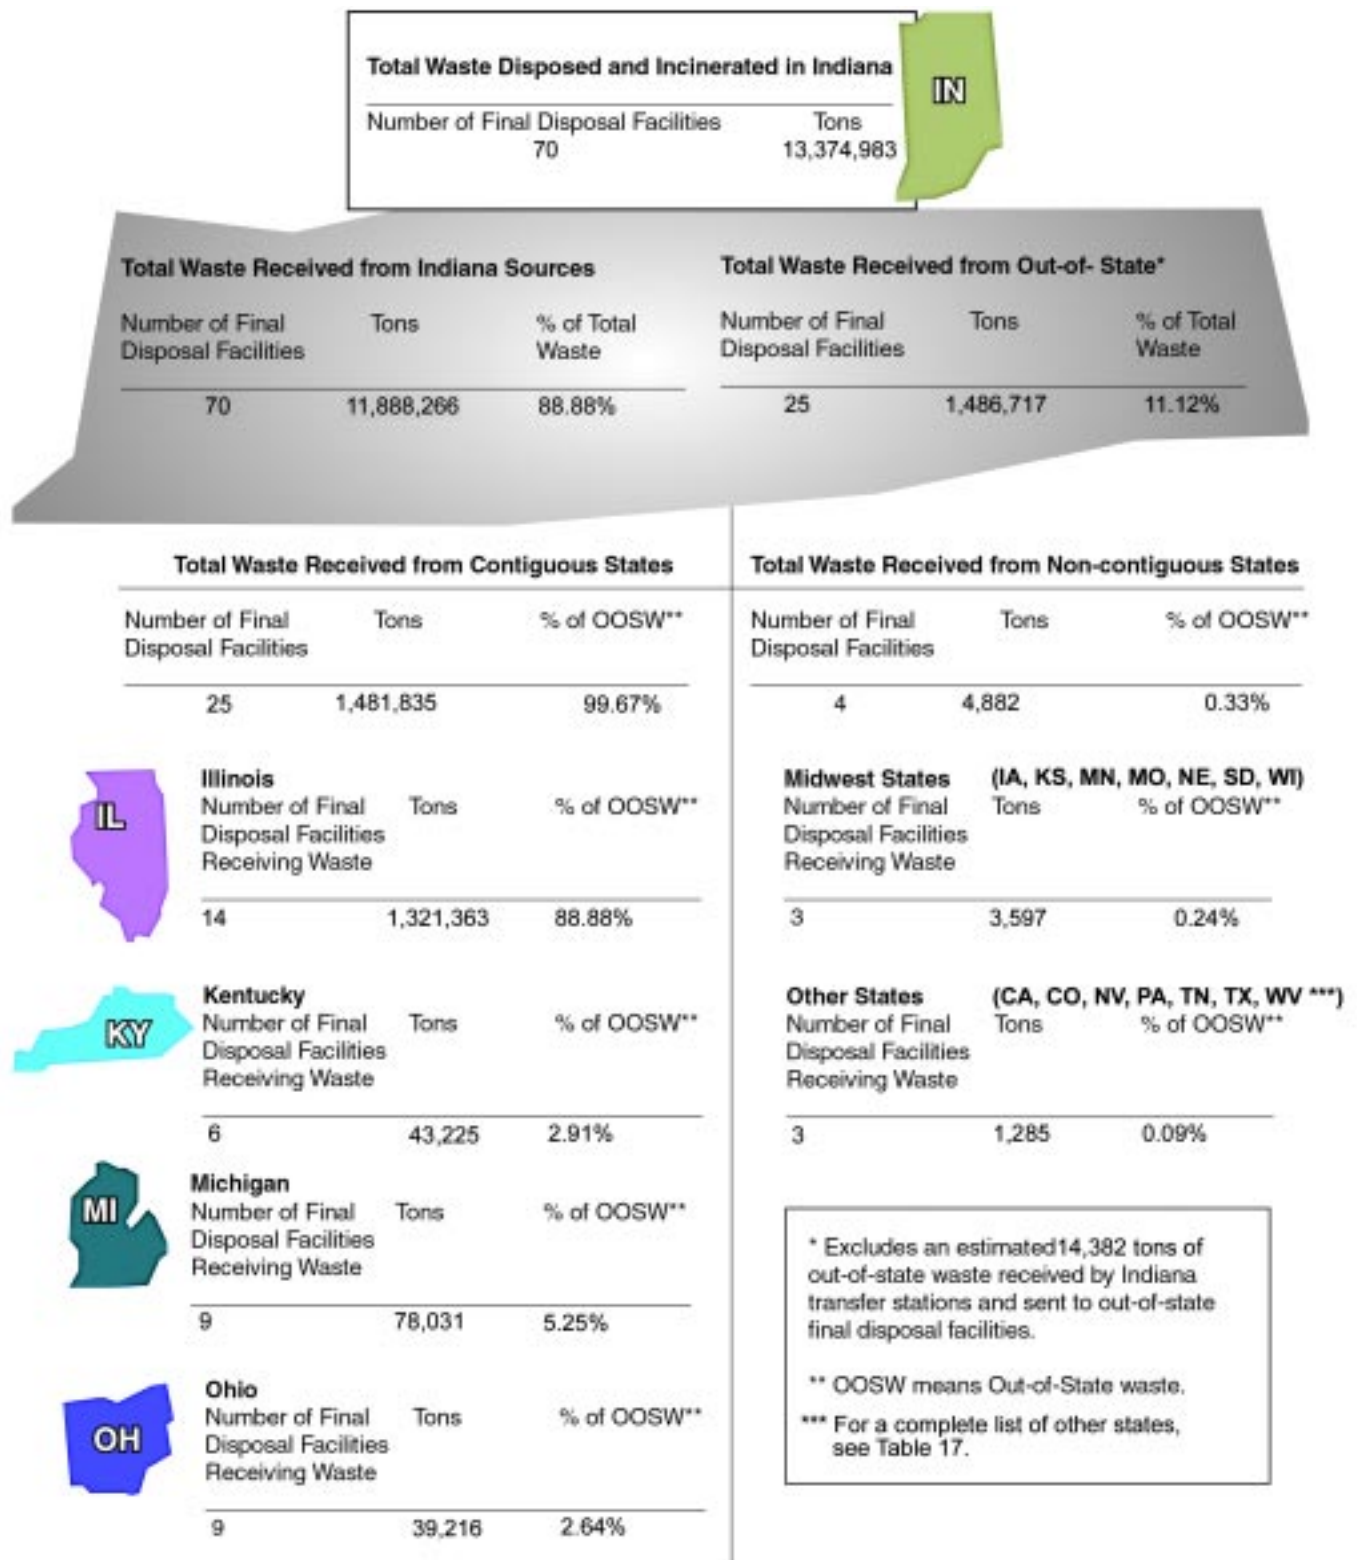 Total Waste Disposed and Incinerated in Indiana
IN
Number of Final Disposal Facilities Tons
70 13,374,983
Total Waste Received from Indiana Sources
Number of Final Tons % of Total
Disposal Facilities Waste
70 11,888,266 88.88%
Total Waste Received from Out-of- State*
Number of Final Tons % of Total
Disposal Facilities Waste
25 1,486,717 11.12%
Total Waste Received from Contiguous States
Number of Final Tons % of OOSW**
Disposal Facilities
25 1,481,835 99.67%
IL
Illinois
Number of Final Tons % of OOSW**
Disposal Facilities
Receiving Waste
14 1,321,363 88.88%
KY
Kentucky
Number of Final Tons % of OOSW**
Disposal Facilities
Receiving Waste
6 43,225 2.91%
MI
Michigan
Number of Final Tons % of OOSW**
Disposal Facilities
Receiving Waste
9 78,031 5.25%
OH
Ohio
Number of Final Tons % of OOSW**
Disposal Facilities
Receiving Waste
9 39,216 2.64%
Total Waste Received from Non-contiguous States
Number of Final Tons % of OOSW**
Disposal Facilities
4 4,882 0.33%
Midwest States (IA, KS, MN, MO, NE, SD, WI)
Number of Final Tons % of OOSW**
Disposal Facilities
Receiving Waste
3 3,597 0.24%
Other States (CA, CO, NV, PA, TN, TX, WV ***)
Number of Final Tons % of OOSW**
Disposal Facilities
Receiving Waste
3 1,285 0.09%
* Excludes an estimated14,382 tons of
out-of-state waste received by Indiana
transfer stations and sent to out-of-state
final disposal facilities.
** OOSW means Out-of-State waste.
*** For a complete list of other states,
see Table 17.